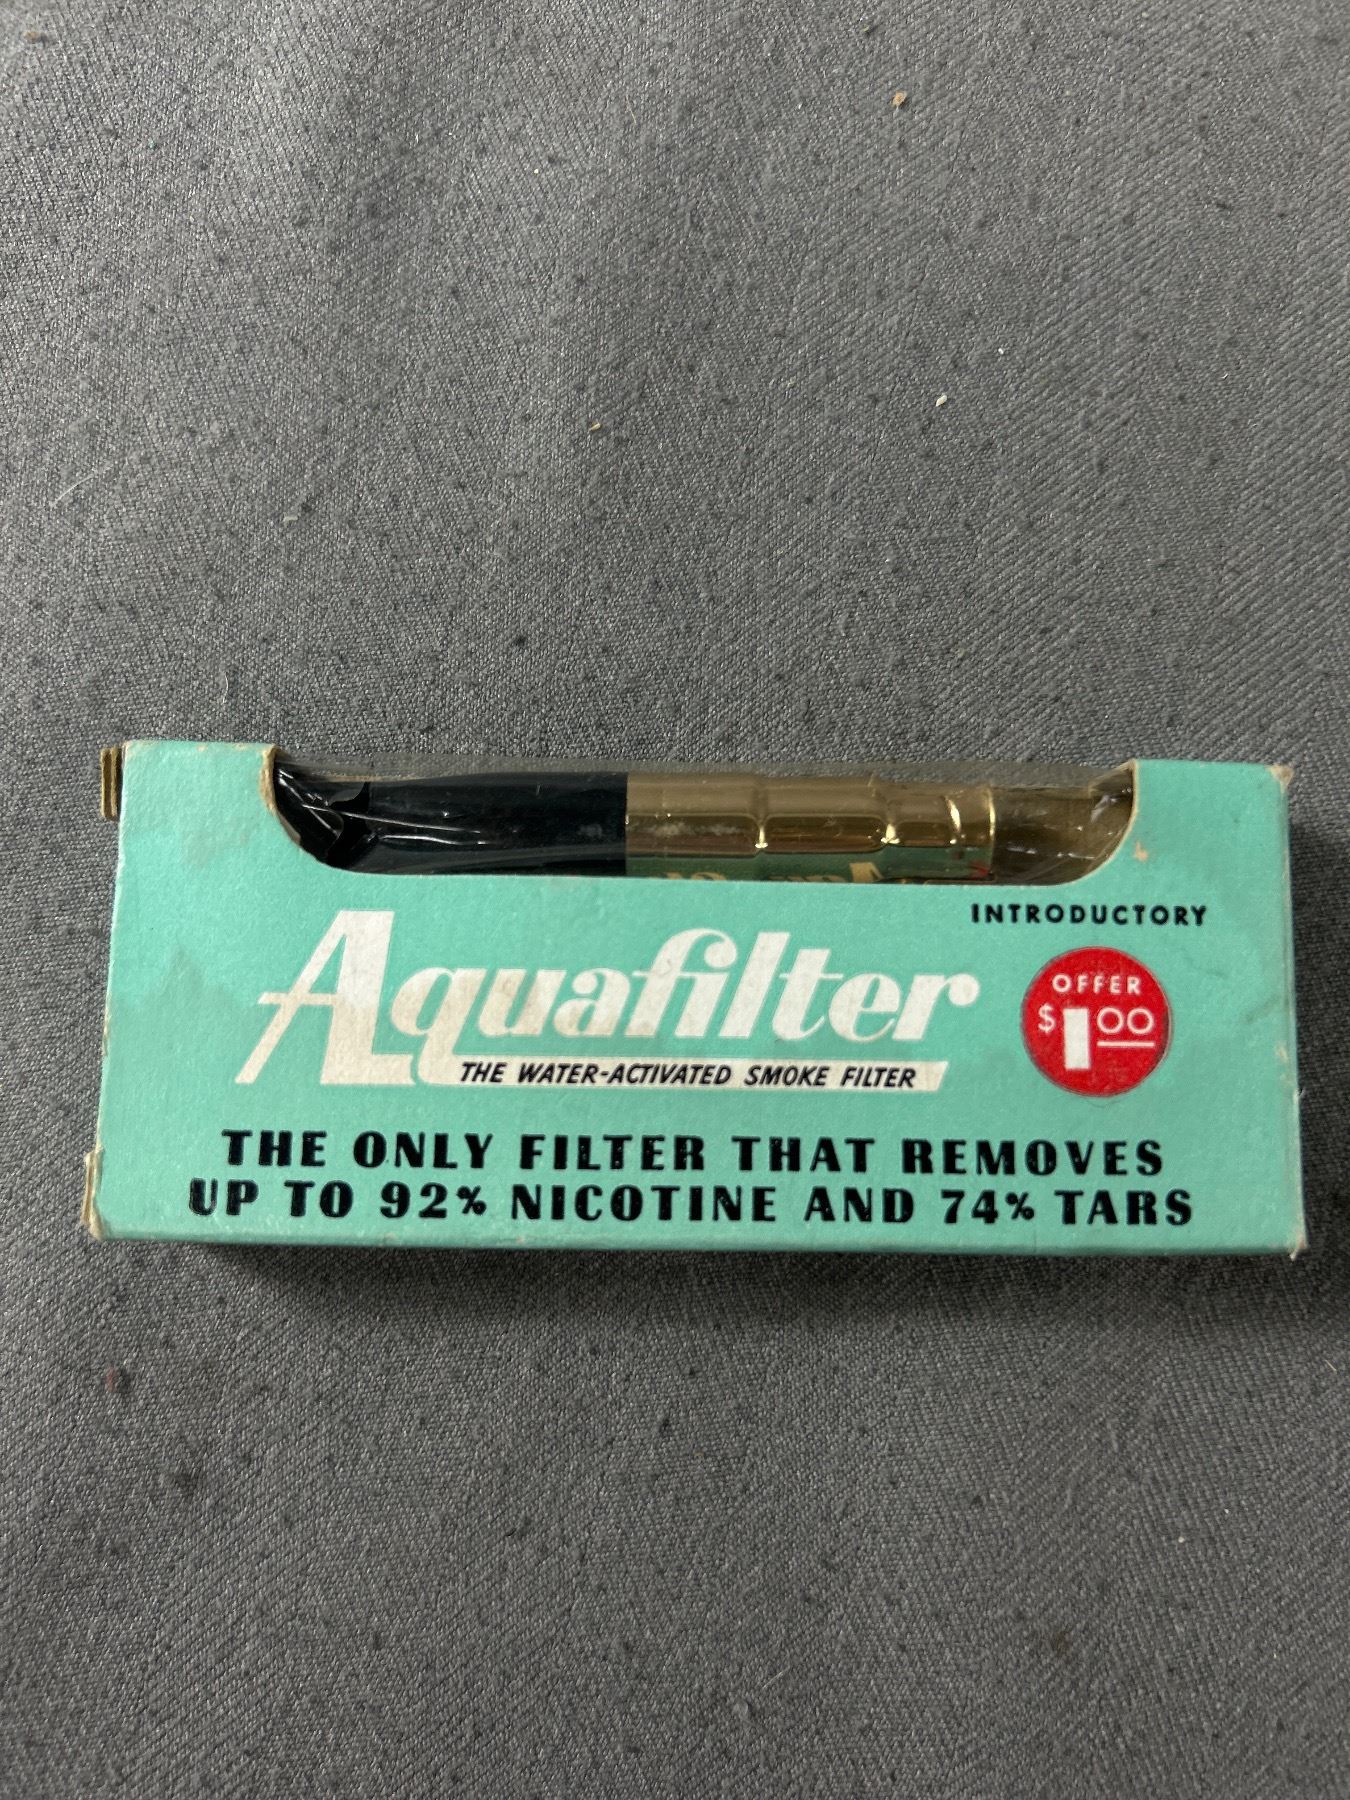 INTRODUCTORY
Aquafilter
OFFER
$1.00
THE WATER-ACTIVATED SMOKE FILTER
THE ONLY FILTER THAT REMOVES
UP TO 92% NICOTINE AND 74% TARS